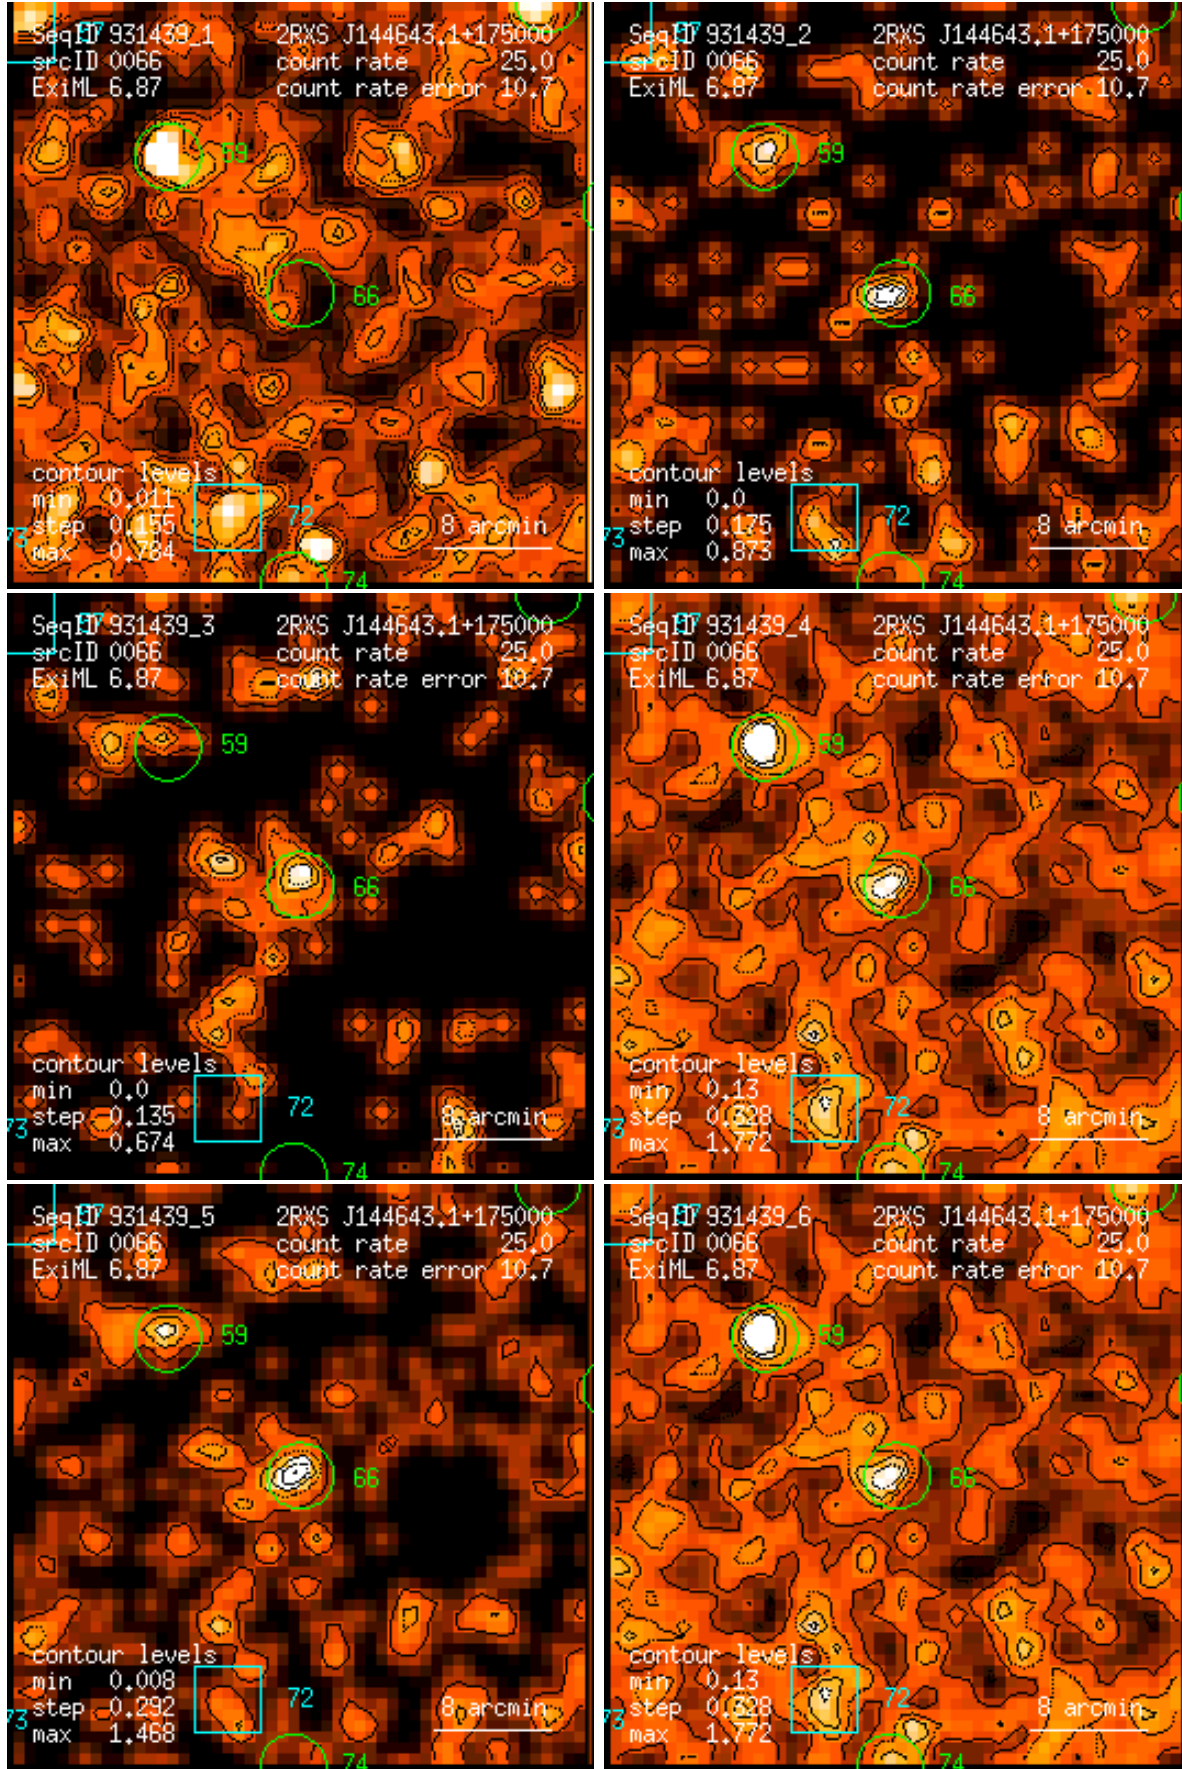 97
SeqID 931439_1 2RXS J144643.1+175000
srcID 0066 count rate 25.0
ExiML 6.87 count rate error 10.7
59
66
contour levels
min 0.011
step 0.155
max 0.784
72
73
8 arcmin
74
97
SeqID 931439_2 2RXS J144643.1+175000
srcID 0066 count rate 25.0
ExiML 6.87 count rate error 10.7
59
66
contour levels
min 0.0
step 0.175
max 0.873
72
73
8 arcmin
74
97
SeqID 931439_3 2RXS J144643.1+175000
srcID 0066 count rate 25.0
ExiML 6.87 count rate error 10.7
59
66
contour levels
min 0.0
step 0.135
max 0.674
72
73
8 arcmin
74
97
SeqID 931439_4 2RXS J144643.1+175000
srcID 0066 count rate 25.0
ExiML 6.87 count rate error 10.7
59
66
contour levels
min 0.13
step 0.328
max 1.772
72
73
8 arcmin
74
97
SeqID 931439_5 2RXS J144643.1+175000
srcID 0066 count rate 25.0
ExiML 6.87 count rate error 10.7
59
66
contour levels
min 0.008
step 0.292
max 1.468
72
73
8 arcmin
74
97
SeqID 931439_6 2RXS J144643.1+175000
srcID 0066 count rate 25.0
ExiML 6.87 count rate error 10.7
59
66
contour levels
min 0.13
step 0.328
max 1.772
72
73
8 arcmin
74